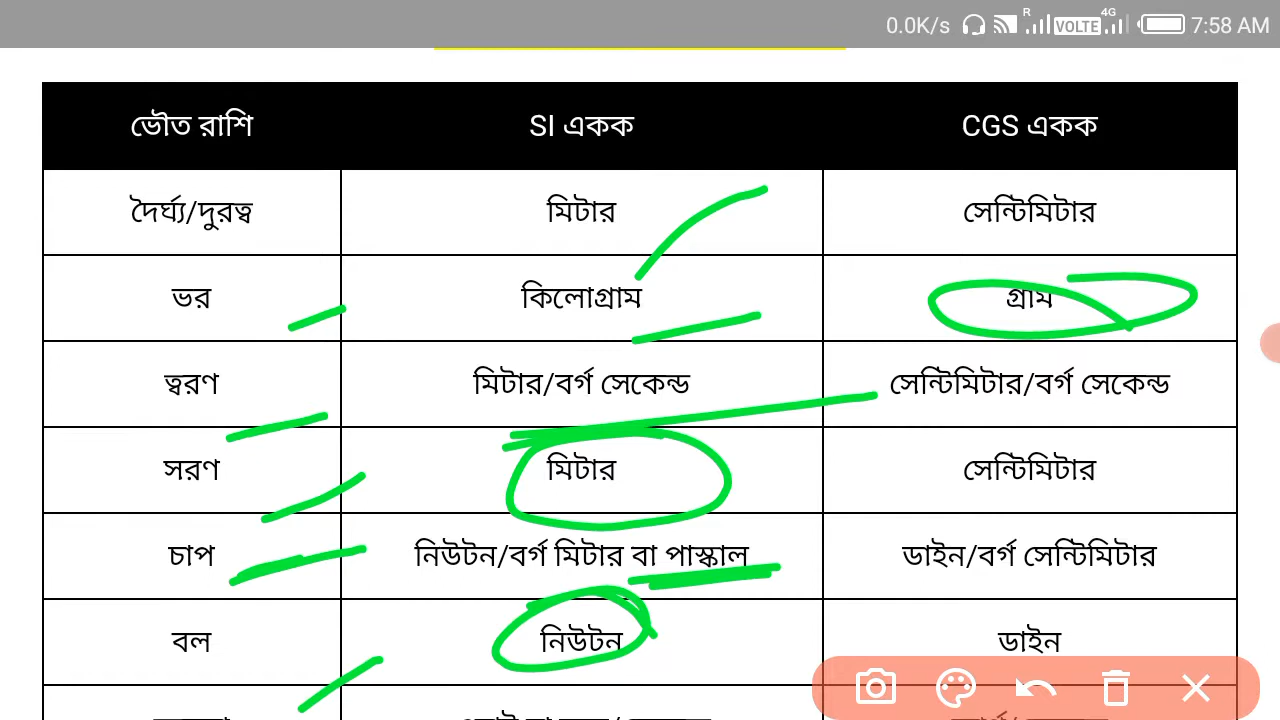 0.0K/s R VOLTE 4G 7:58 AM
ভৌত রাশি SI একক CGS একক
দৈর্ঘ্য/দুরত্ব মিটার সেন্টিমিটার
ভর কিলোগ্রাম গ্রাম
ত্বরণ মিটার/বর্গ সেকেন্ড সেন্টিমিটার/বর্গ সেকেন্ড
সরণ মিটার সেন্টিমিটার
চাপ নিউটন/বর্গ মিটার বা পাস্কাল ডাইন/বর্গ সেন্টিমিটার
বল নিউটন ডাইন